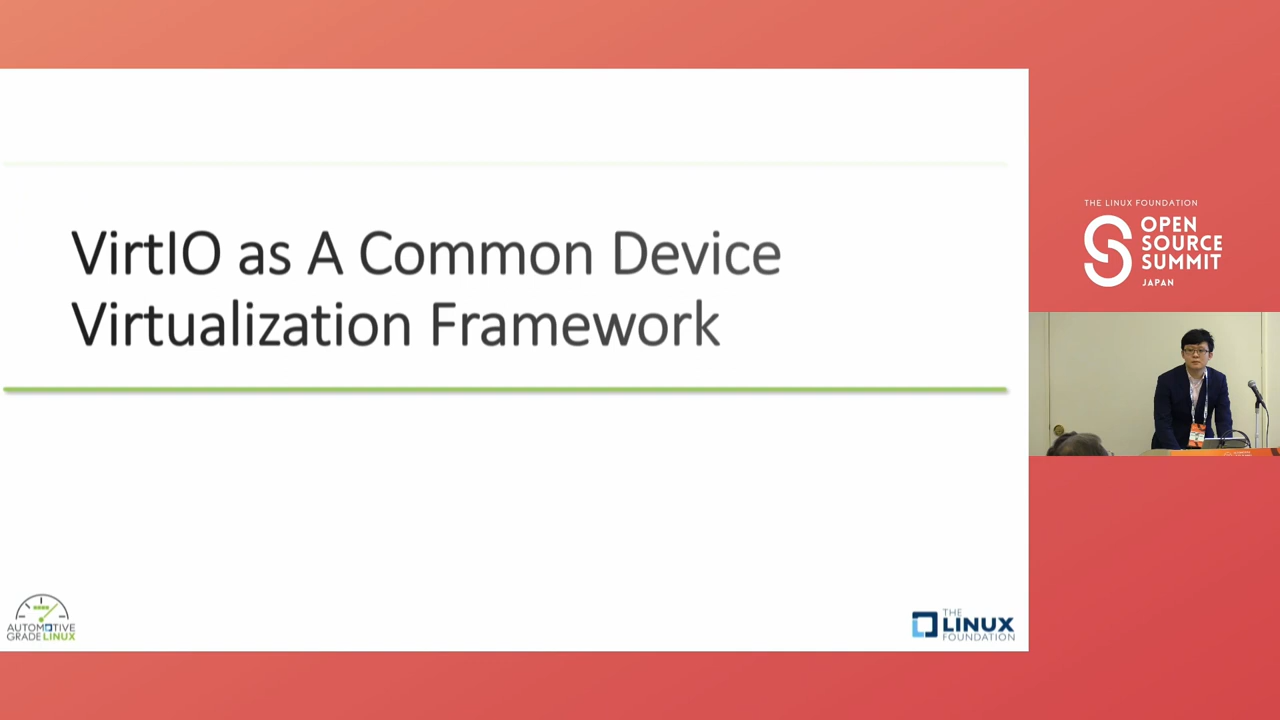 VirtIO as A Common Device
Virtualization Framework
AUTOMOTIVE
GRADE LINUX
THE
LINUX
FOUNDATION
THE LINUX FOUNDATION
OPEN
SOURCE
SUMMIT
JAPAN